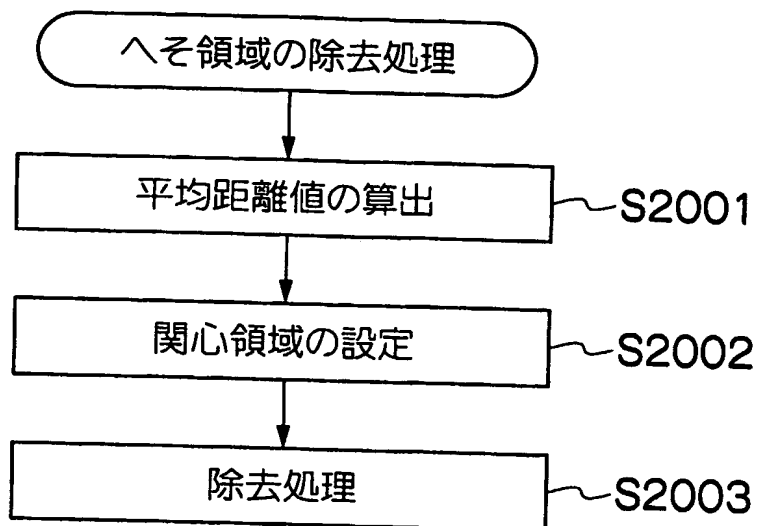 へそ領域の除去処理
平均距離値の算出
S2001
関心領域の設定
S2002
除去処理
S2003